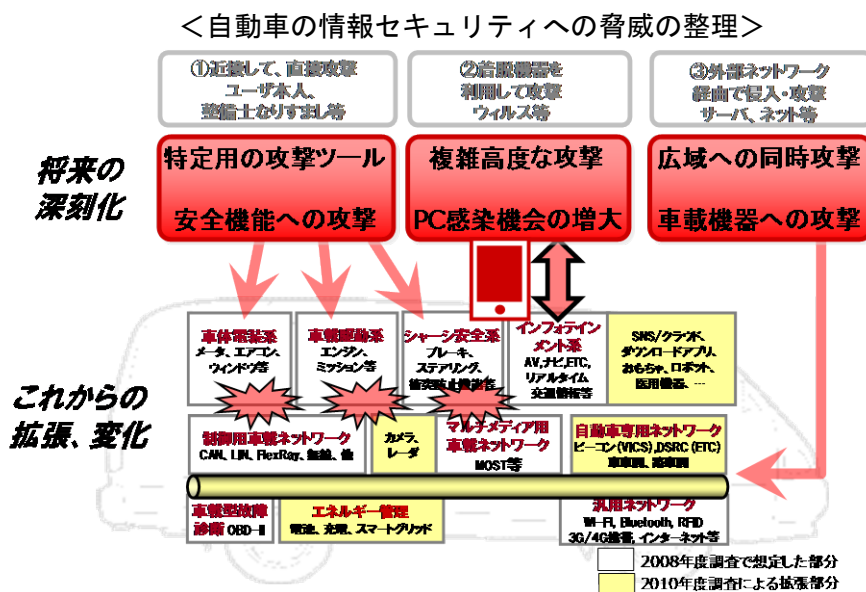 ＜自動車の情報セキュリティへの脅威の整理＞
①近接して、直接攻撃
ユーザ本人、
整備士なりすまし等
②着脱機器を
利用して攻撃
ウィルス等
③外部ネットワーク
経由で侵入・攻撃
サーバ、ネット等
将来の
深刻化
特定用の攻撃ツール
安全機能への攻撃
複雑高度な攻撃
PC感染機会の増大
広域への同時攻撃
車載機器への攻撃
これからの
拡張、変化
車体電装系
メータ、エアコン、
ウィンドウ等
車載駆動系
エンジン、
ミッション等
シャーシ安全系
ブレーキ、
ステアリング、
衝突防止機能等
インフォテイン
メント系
AV,ナビ,ETC,
リアルタイム
交通情報等
SNS/クラウド、
ダウンロードアプリ、
おもちゃ、ロボット、
医用機器、…
制御用車載ネットワーク
CAN, LIN, FlexRay、無線、他
カメラ、
レーダ
マルチメディア用
車載ネットワーク
MOST等
自動車専用ネットワーク
ビーコン(VICS),DSRC (ETC)
車車間、路車間
車載型故障
診断 OBD-Ⅱ
エネルギー管理
電池、充電、スマートグリッド
汎用ネットワーク
Wi-Fi, Bluetooth, RFID
3G/4G携帯, インターネット等
2008年度調査で想定した部分
2010年度調査による拡張部分